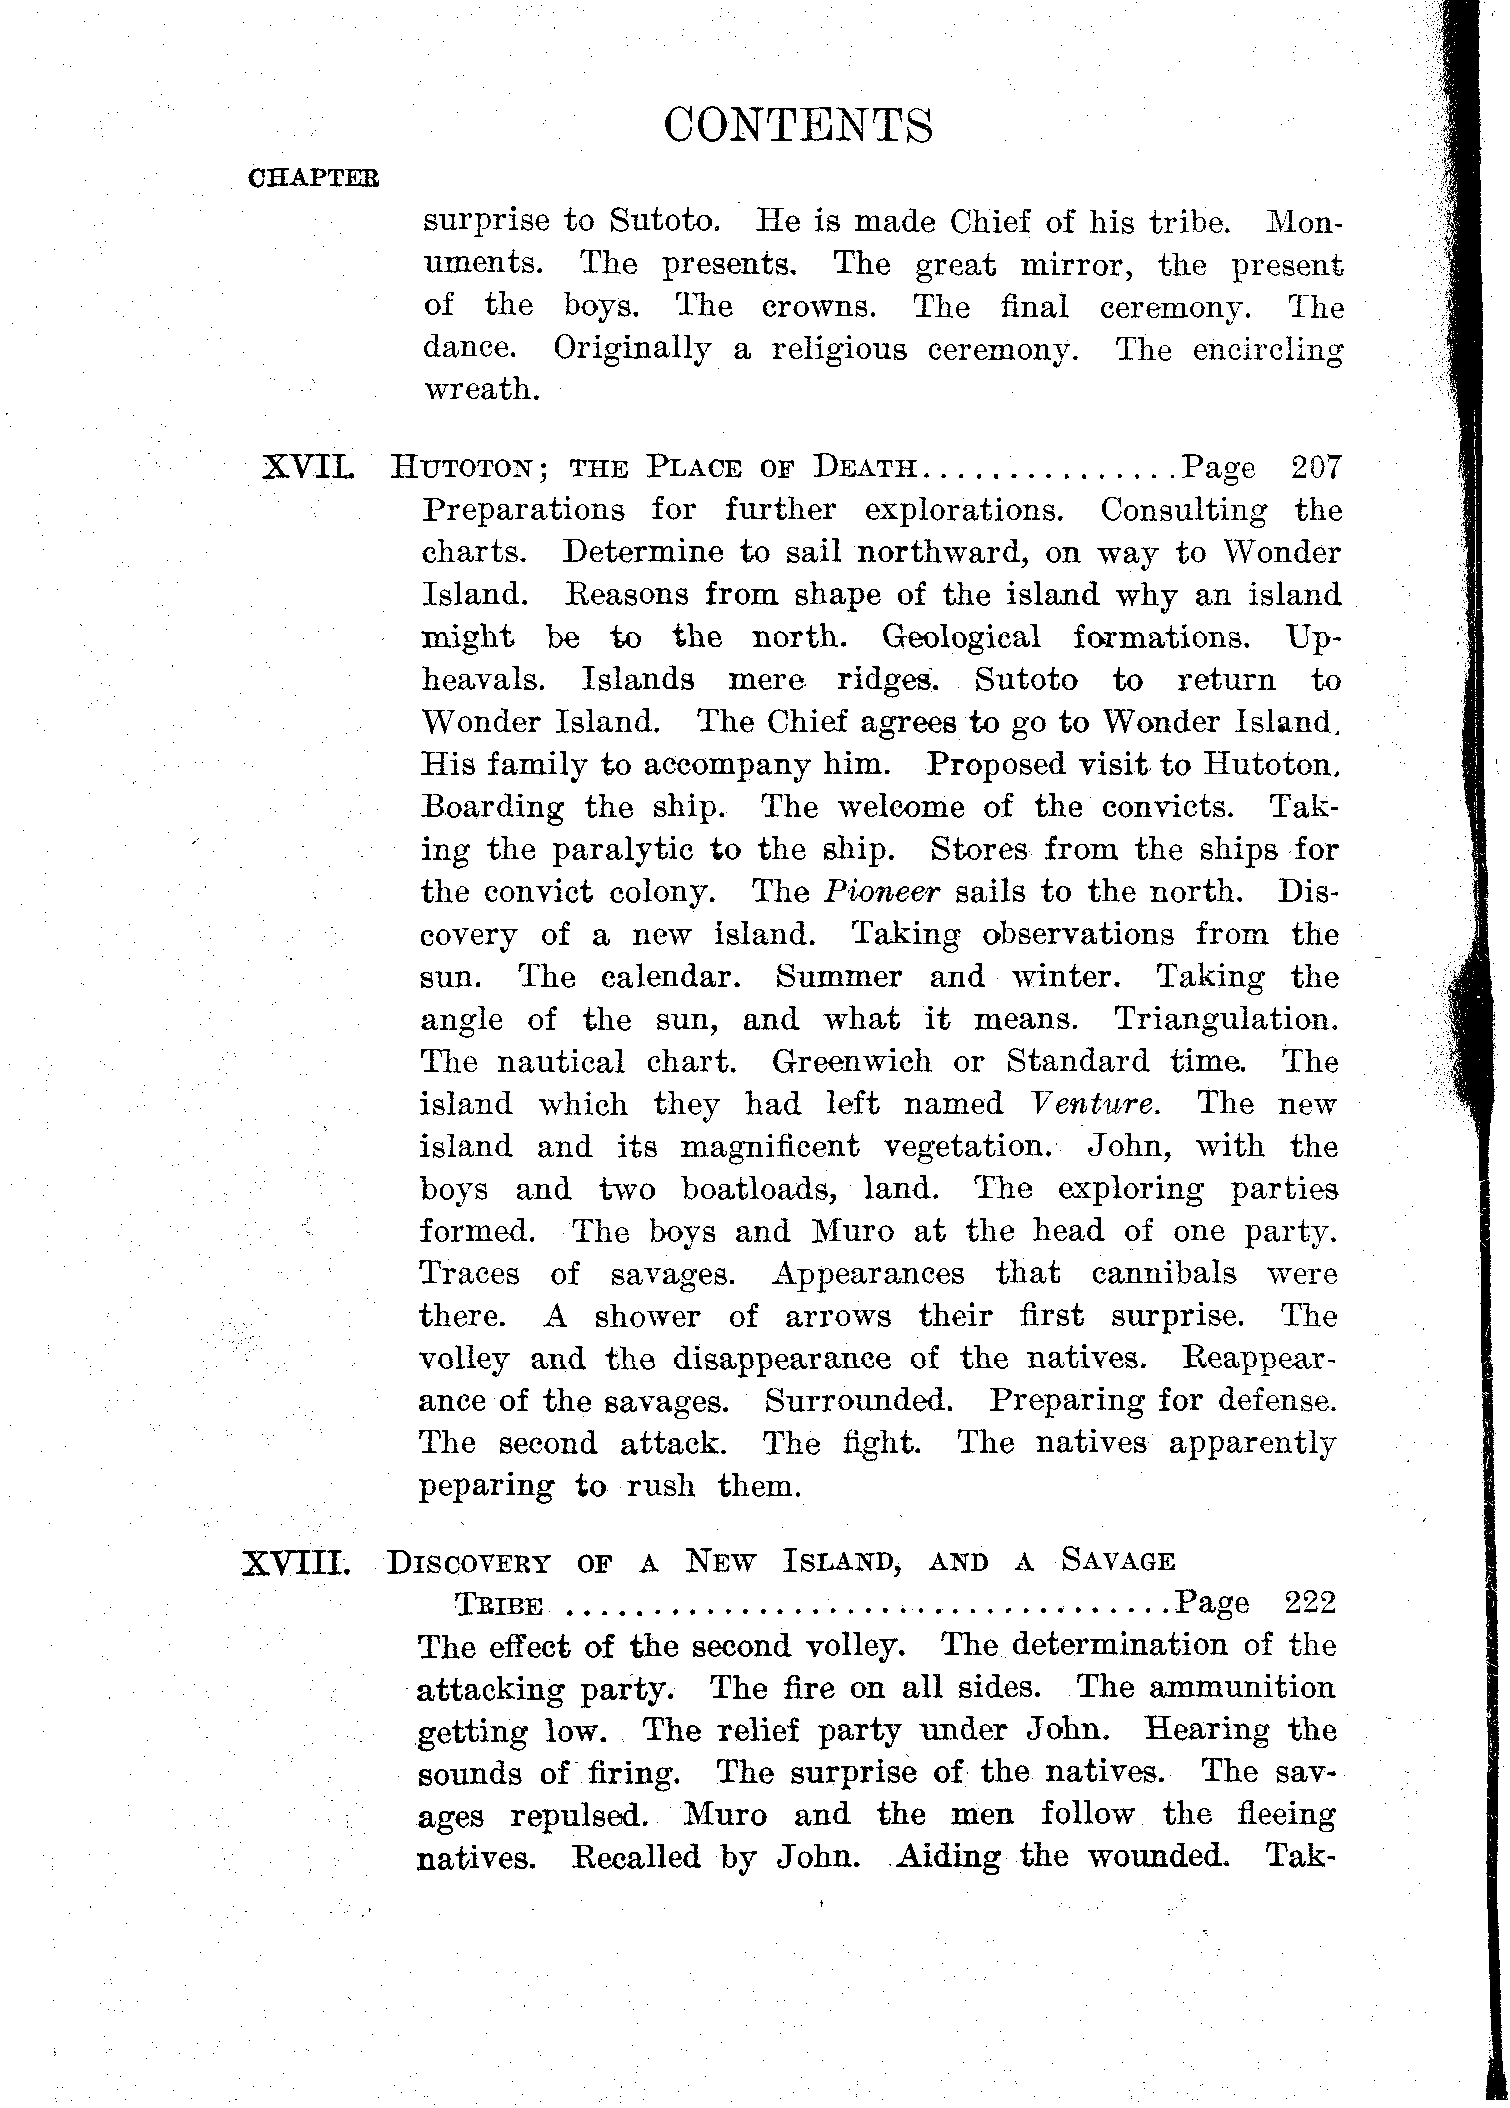 CONTENTS
CHAPTER
surprise to Sutoto. He is made Chief of his tribe. Mon-
uments. The presents. The great mirror, the present
of the boys. The crowns. The final ceremony. The
dance. Originally a religious ceremony. The encircling
wreath.
XVII. HUTOTON; THE PLACE OF DEATH...............Page 207
Preparations for further explorations. Consulting the
charts. Determine to sail northward, on way to Wonder
Island. Reasons from shape of the island why an island
might be to the north. Geological formations. Up-
heavals. Islands mere ridges. Sutoto to return to
Wonder Island. The Chief agrees to go to Wonder Island.
His family to accompany him. Proposed visit to Hutoton.
Boarding the ship. The welcome of the convicts. Tak-
ing the paralytic to the ship. Stores from the ships for
the convict colony. The Pioneer sails to the north. Dis-
covery of a new island. Taking observations from the
sun. The calendar. Summer and winter. Taking the
angle of the sun, and what it means. Triangulation.
The nautical chart. Greenwich or Standard time. The
island which they had left named Venture. The new
island and its magnificent vegetation. John, with the
boys and two boatloads, land. The exploring parties
formed. The boys and Muro at the head of one party.
Traces of savages. Appearances that cannibals were
there. A shower of arrows their first surprise. The
volley and the disappearance of the natives. Reappear-
ance of the savages. Surrounded. Preparing for defense.
The second attack. The fight. The natives apparently
peparing to rush them.
XVIII. DISCOVERY OF A NEW ISLAND, AND A SAVAGE
TRIBE ...................................Page 222
The effect of the second volley. The determination of the
attacking party. The fire on all sides. The ammunition
getting low. The relief party under John. Hearing the
sounds of firing. The surprise of the natives. The sav-
ages repulsed. Muro and the men follow the fleeing
natives. Recalled by John. Aiding the wounded. Tak-